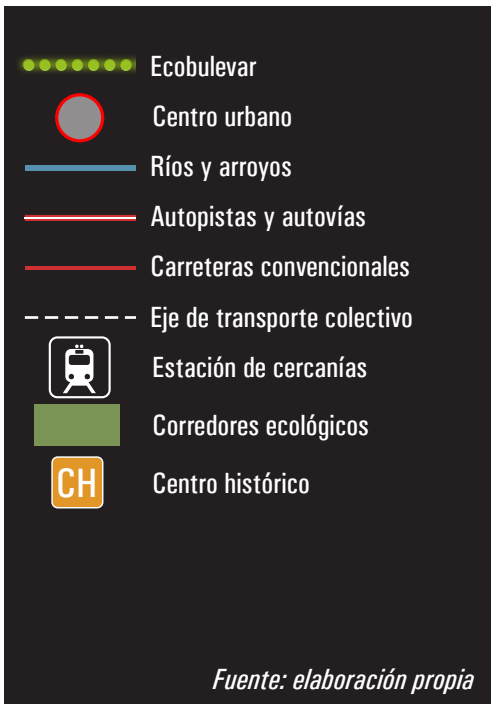 Ecobulevar
Centro urbano
Ríos y arroyos
Autopistas y autovías
Carreteras convencionales
Eje de transporte colectivo
Estación de cercanías
Corredores ecológicos
CH Centro histórico
Fuente: elaboración propia